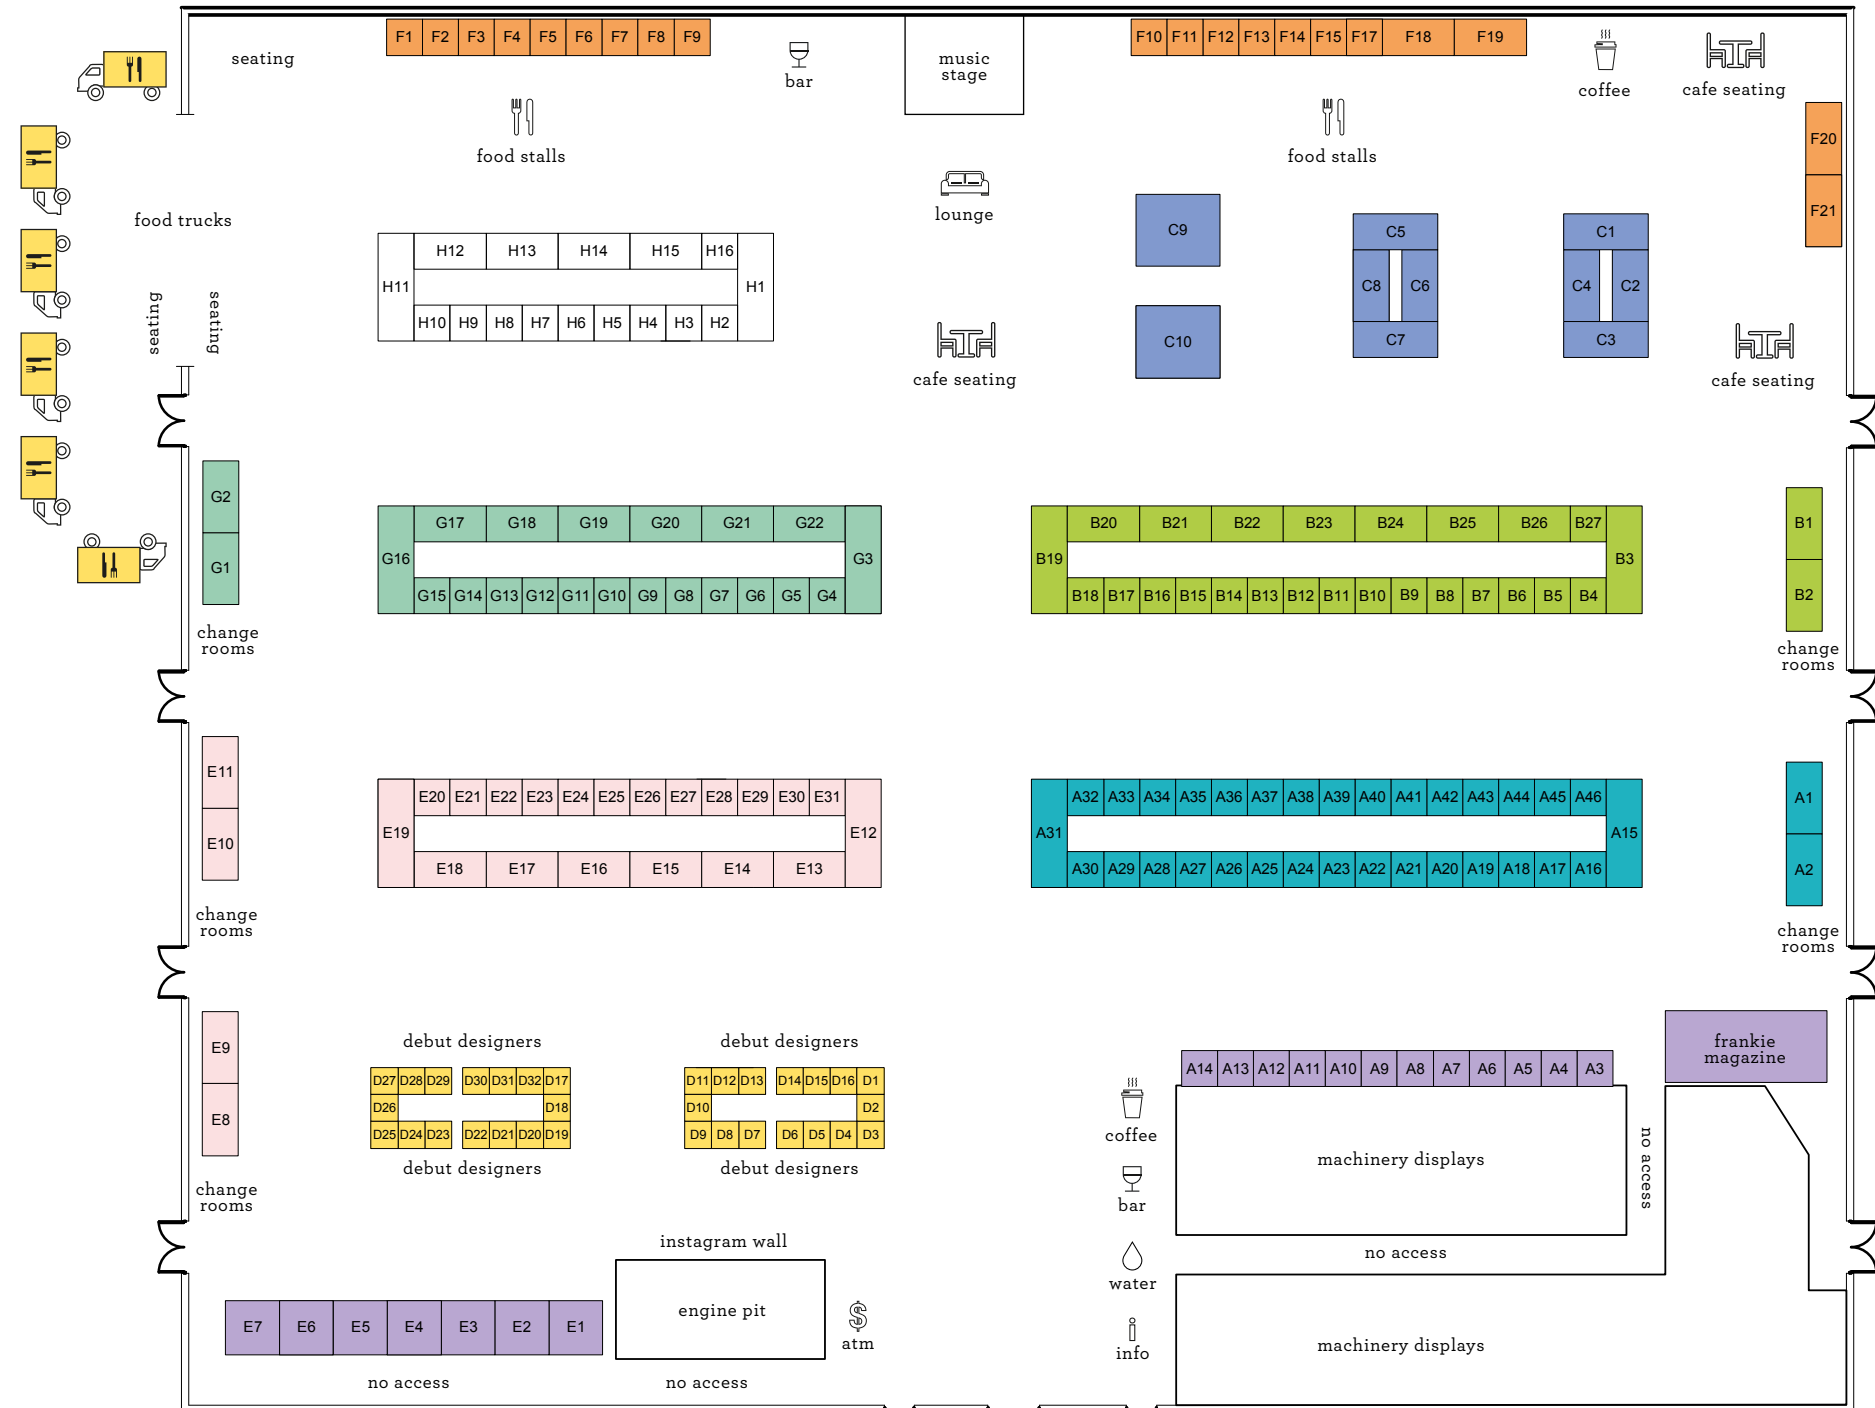 F1 F2 F3 F4 F5 F6 F7 F8 F9
F10 F11 F12 F13 F14 F15 F17 F18 F19
seating
bar
music
stage
coffee
cafe seating
food stalls
food stalls
F20
F21
food trucks
lounge
seating
seating
H12 H13 H14 H15 H16
H11
H1
H10 H9 H8 H7 H6 H5 H4 H3 H2
C9
C10
C5
C8 C6
C7
C1
C4 C2
C3
cafe seating
cafe seating
G2
G1
change
rooms
G17 G18 G19 G20 G21 G22
G16
G3
G15 G14 G13 G12 G11 G10 G9 G8 G7 G6 G5 G4
B20 B21 B22 B23 B24 B25 B26 B27
B19
B3
B18 B17 B16 B15 B14 B13 B12 B11 B10 B9 B8 B7 B6 B5 B4
B1
B2
change
rooms
E11
E10
change
rooms
E20 E21 E22 E23 E24 E25 E26 E27 E28 E29 E30 E31
E19
E12
E18 E17 E16 E15 E14 E13
A32 A33 A34 A35 A36 A37 A38 A39 A40 A41 A42 A43 A44 A45 A46
A31
A15
A30 A29 A28 A27 A26 A25 A24 A23 A22 A21 A20 A19 A18 A17 A16
A1
A2
change
rooms
E9
E8
change
rooms
debut designers
D27 D28 D29 D30 D31 D32 D17
D26 D18
D25 D24 D23 D22 D21 D20 D19
debut designers
debut designers
D11 D12 D13 D14 D15 D16 D1
D10 D2
D9 D8 D7 D6 D5 D4 D3
debut designers
A14 A13 A12 A11 A10 A9 A8 A7 A6 A5 A4 A3
frankie
magazine
coffee
machinery displays
no access
bar
no access
water
info
machinery displays
instagram wall
engine pit
atm
E7 E6 E5 E4 E3 E2 E1
no access
no access